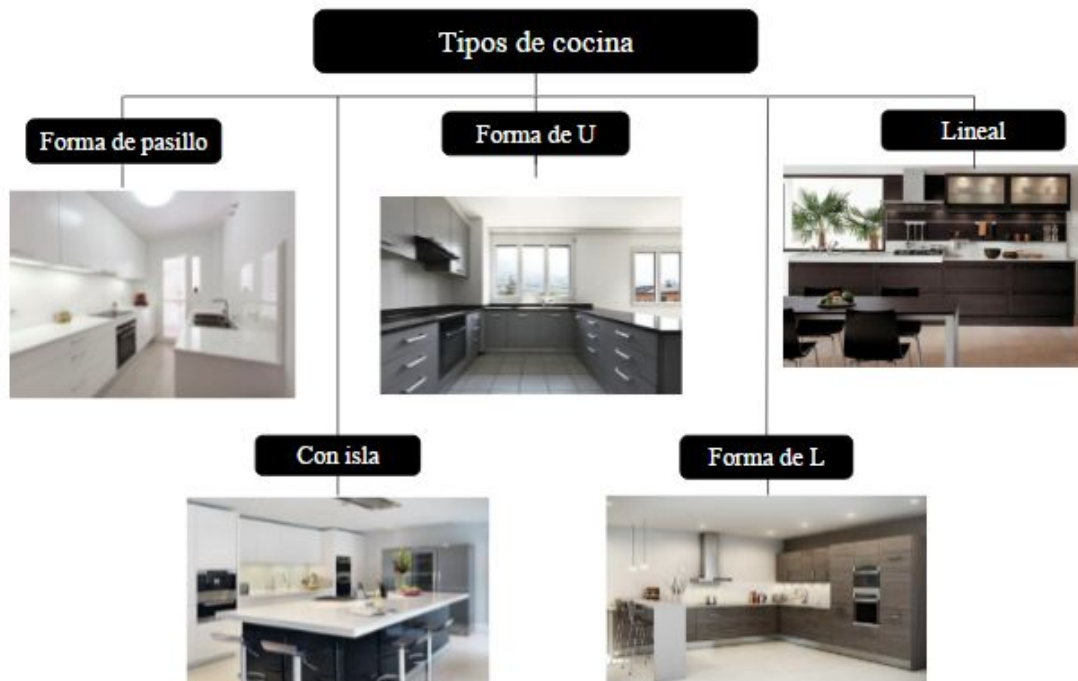 Tipos de cocina
Forma de pasillo
Forma de U
Lineal
Con isla
Forma de L